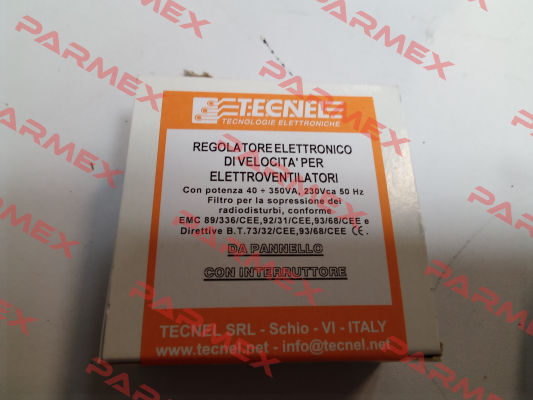 TECNEL
TECNOLOGIE ELETTRONICHE
REGOLATORE ELETTRONICO
DI VELOCITA' PER
ELETTROVENTILATORI
Con potenza 40 ÷ 350VA, 230Vca 50 Hz
Filtro per la sopressione dei
radiodisturbi, conforme
EMC 89/336/CEE,92/31/CEE,93/68/CEE e
Direttive B.T.73/32/CEE,93/68/CEE CE.
DA PANNELLO
CON INTERRUTTORE
TECNEL SRL - Schio - VI - ITALY
www.tecnel.net - info@tecnel.net
PARMEX
PARMEX
PARMEX
PARMEX
PARMEX
PARMEX
PARMEX
PARMEX